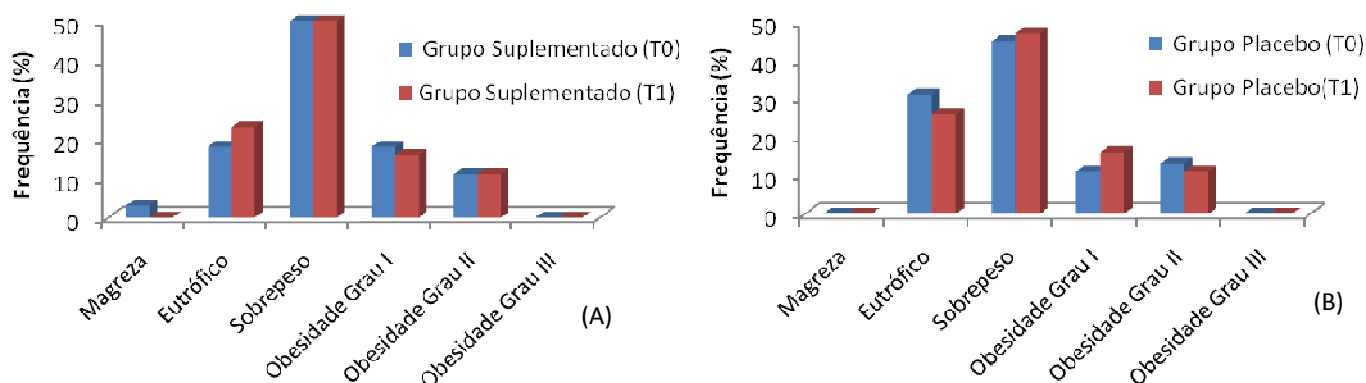 Frequência (%)
50
40
30
20
10
0
Grupo Suplementado (T0)
Grupo Suplementado (T1)
Magreza
Eutrófico
Sobrepeso
Obesidade Grau I
Obesidade Grau II
Obesidade Grau III
(A)
Frequência (%)
50
40
30
20
10
0
Grupo Placebo (T0)
Grupo Placebo(T1)
Magreza
Eutrófico
Sobrepeso
Obesidade Grau I
Obesidade Grau II
Obesidade Grau III
(B)